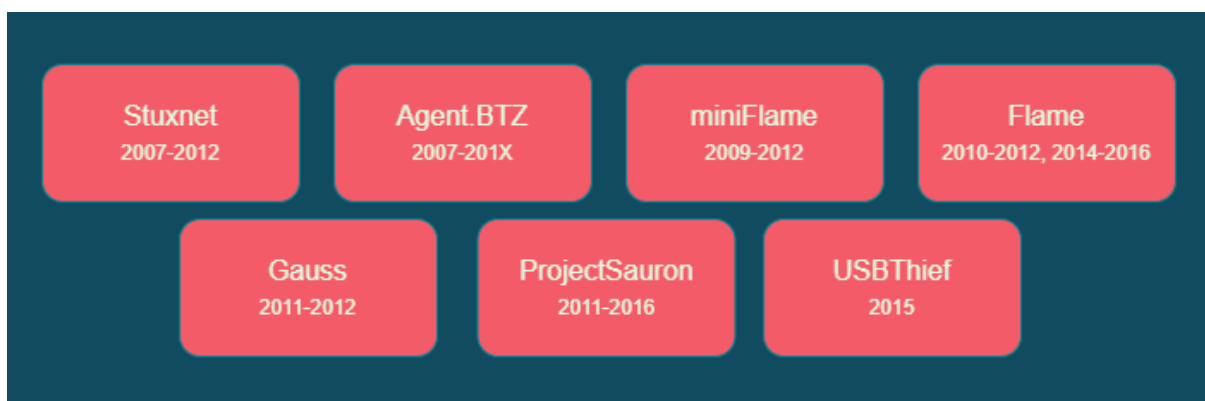 Stuxnet
2007-2012
Agent.BTZ
2007-201X
miniFlame
2009-2012
Flame
2010-2012, 2014-2016
Gauss
2011-2012
ProjectSauron
2011-2016
USBThief
2015